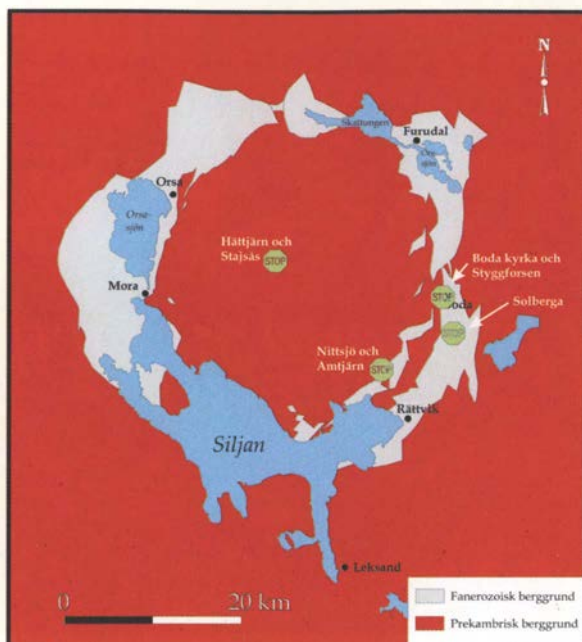 N
Skattungen
Furudal
Ore-
sjön
Orsa
Orsa-
sjön
Hättjärn och
Stajsås
STOP
Boda kyrka och
Styggforsen
STOP
Boda
Solberga
STOP
Mora
Nittsjö och
Amtjärn
STOP
Rättvik
Siljan
Leksand
0 20 km
Fanerozoisk berggrund
Prekambrisk berggrund